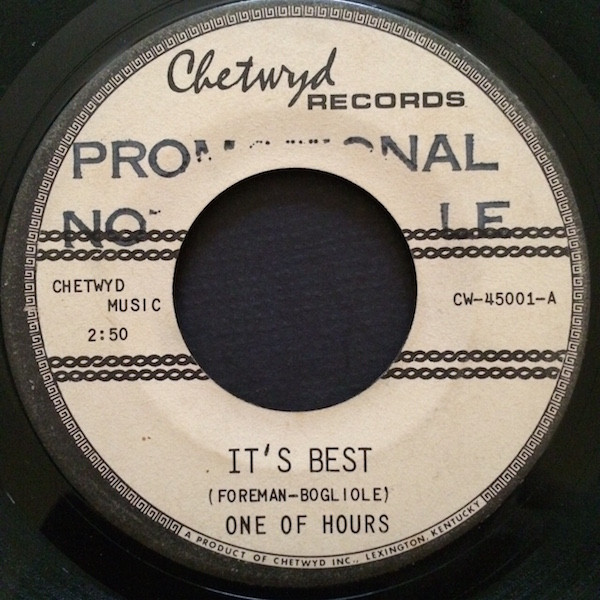 Chetwyd
RECORDS
CHETWYD
MUSIC
2:50
CW-45001-A
IT'S BEST
(FOREMAN-BOGLIOLE)
ONE OF HOURS
A PRODUCT OF CHETWYD INC., LEXINGTON, KENTUCKY